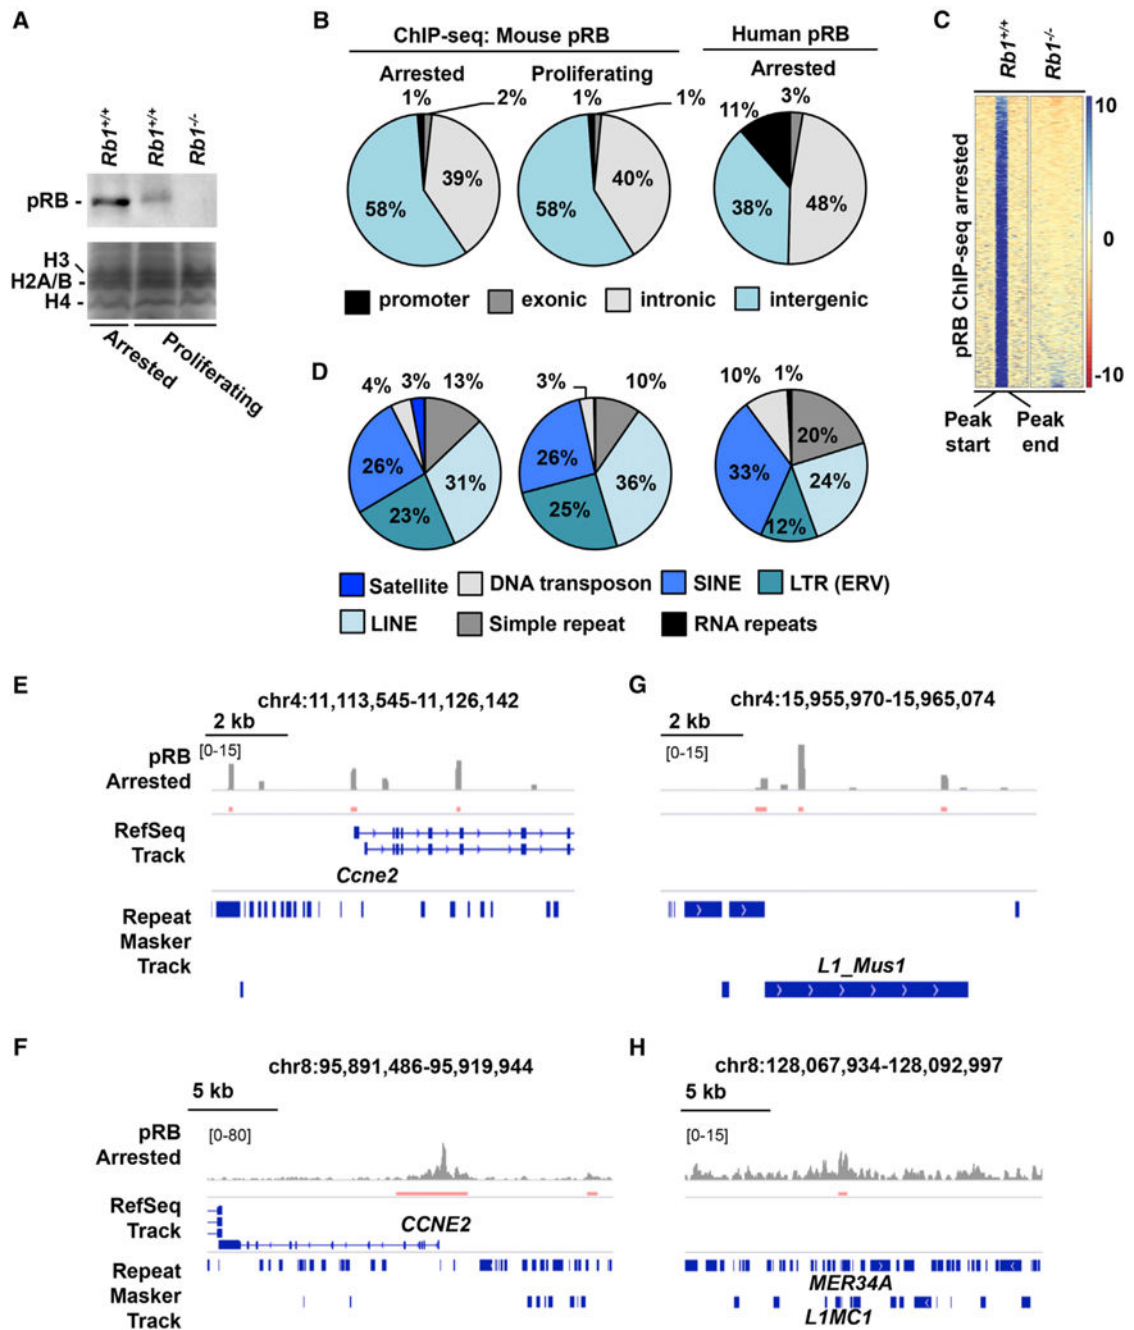 A
Rb1+/+
Rb1+/+
Rb1-/-
pRB -
H3
H2A/B
H4
Arrested
Proliferating
B
ChIP-seq: Mouse pRB
Human pRB
Arrested
Proliferating
Arrested
1%
2%
39%
58%
1%
1%
40%
58%
11%
3%
48%
38%
promoter
exonic
intronic
intergenic
C
Rb1+/+
Rb1-/-
pRB ChIP-seq arrested
10
0
-10
Peak start
Peak end
D
4%
3%
13%
26%
31%
23%
3%
10%
26%
36%
25%
10%
1%
20%
33%
24%
12%
Satellite
DNA transposon
SINE
LTR (ERV)
LINE
Simple repeat
RNA repeats
E
chr4:11,113,545-11,126,142
2 kb
[0-15]
pRB
Arrested
RefSeq
Track
Ccne2
Repeat
Masker
Track
G
chr4:15,955,970-15,965,074
2 kb
[0-15]
L1_Mus1
F
chr8:95,891,486-95,919,944
5 kb
[0-80]
pRB
Arrested
RefSeq
Track
CCNE2
Repeat
Masker
Track
H
chr8:128,067,934-128,092,997
5 kb
[0-15]
MER34A
L1MC1